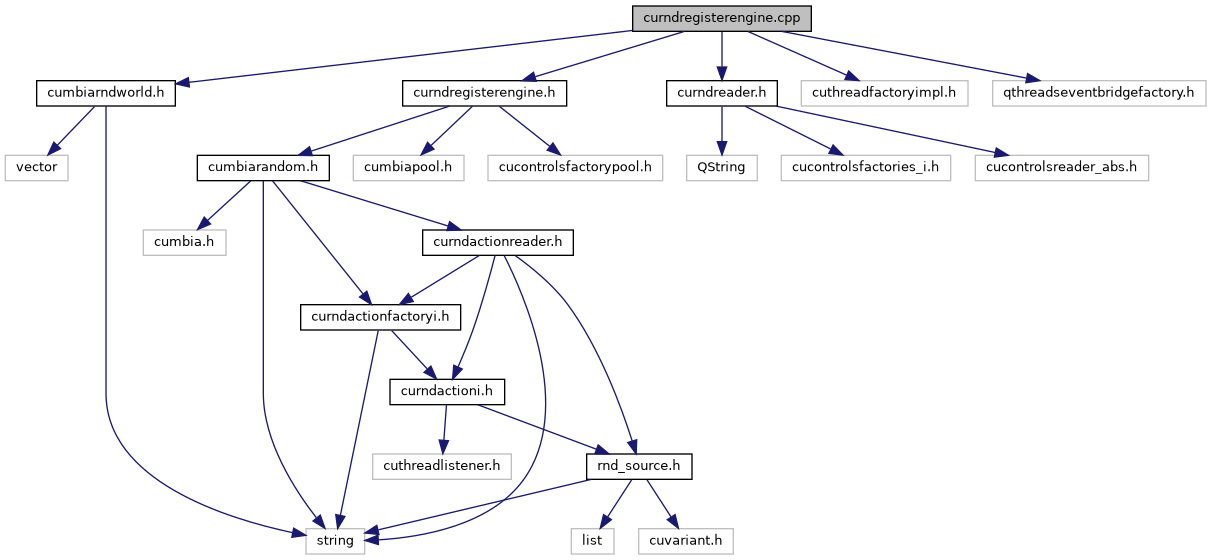 curndregisterengine.cpp
cumbiarndworld.h
curndregisterengine.h
curndreader.h
cuthreadfactoryimpl.h
qthreadseventbridgefactory.h
vector
cumbiarandom.h
cumbiapool.h
cucontrolsfactorypool.h
QString
cucontrolsfactories_i.h
cucontrolsreader_abs.h
cumbia.h
curndactionreader.h
curndactionfactoryi.h
curndactioni.h
cuthreadlistener.h
rnd_source.h
string
list
cuvariant.h